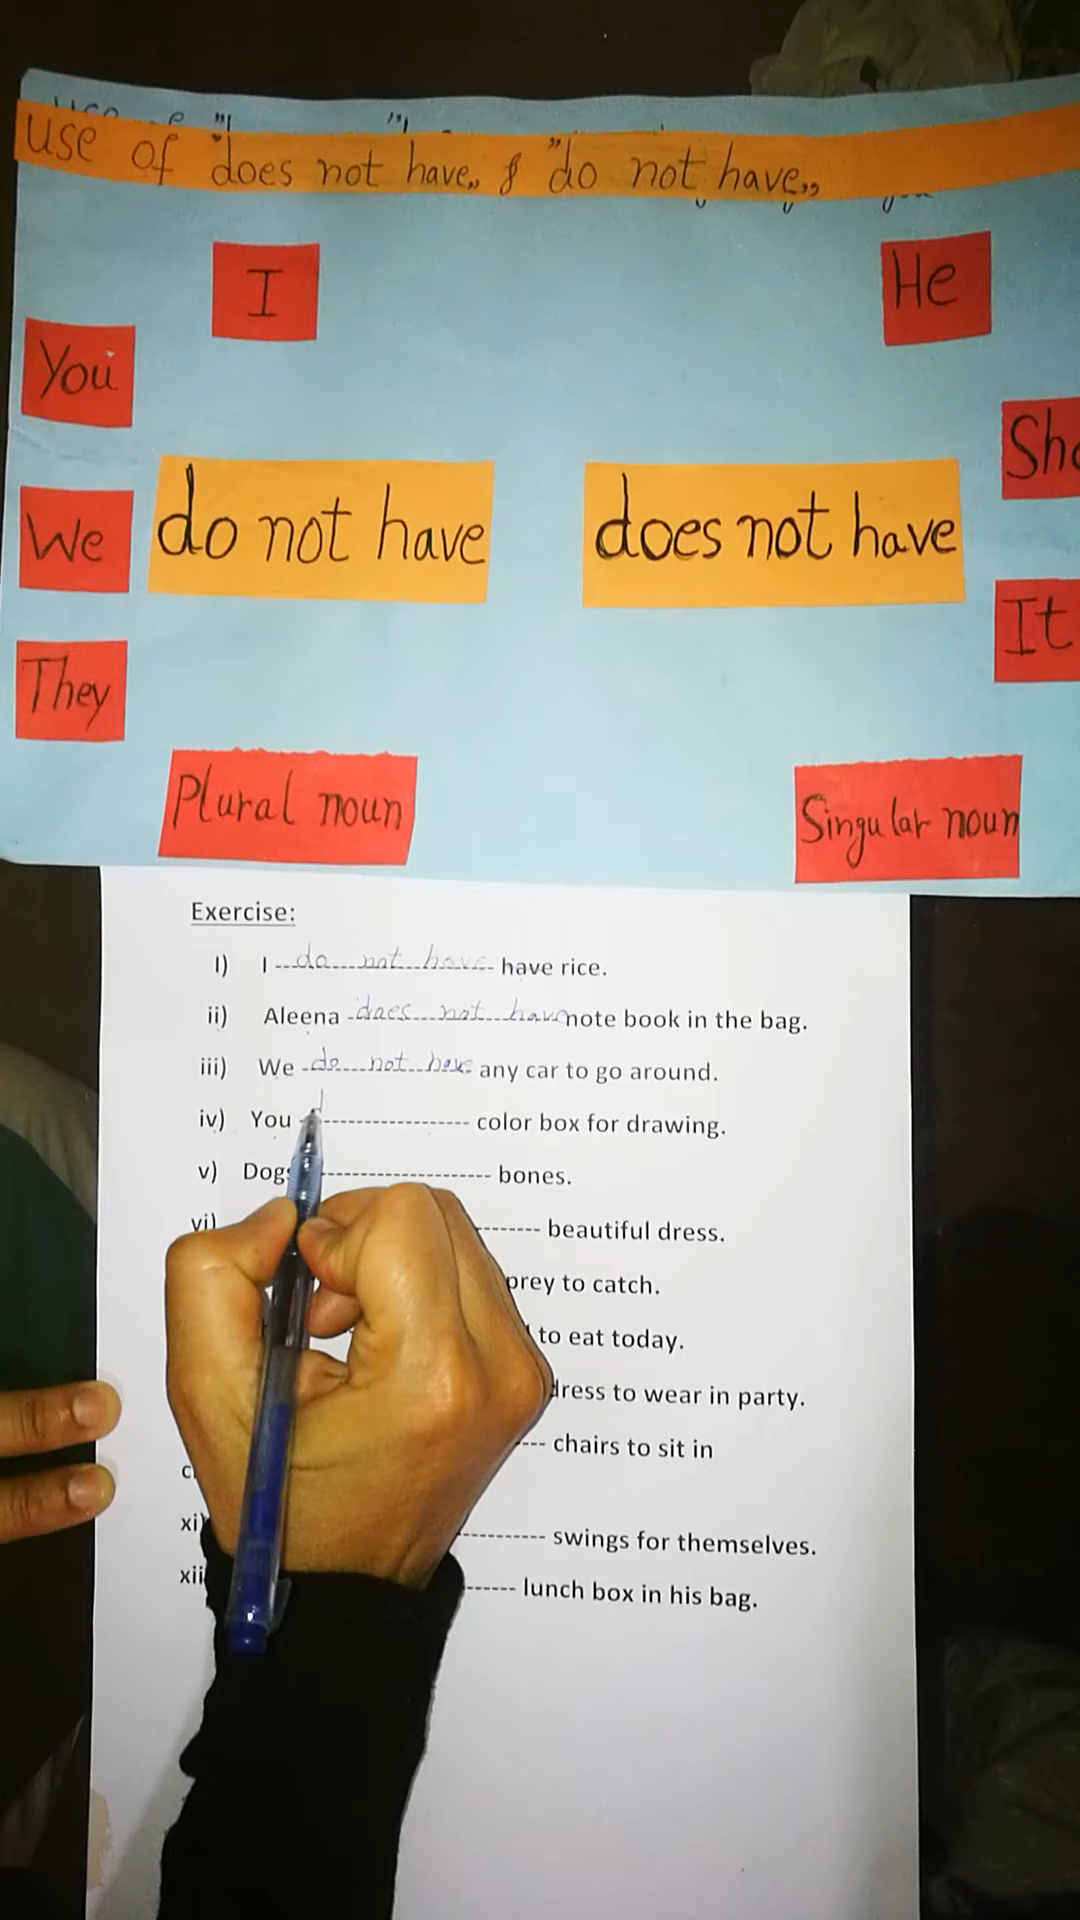 use of "does not have,, & "do not have,,
I
He
You
We
do not have
does not have
It
They
Plural noun
Singular noun
Exercise:
I) I do not have have rice.
ii) Aleena does not have note book in the bag.
iii) We do not have any car to go around.
iv) You d color box for drawing.
v) Dogs bones.
vi) beautiful dress.
prey to catch.
to eat today.
dress to wear in party.
chairs to sit in
xi) swings for themselves.
xii lunch box in his bag.